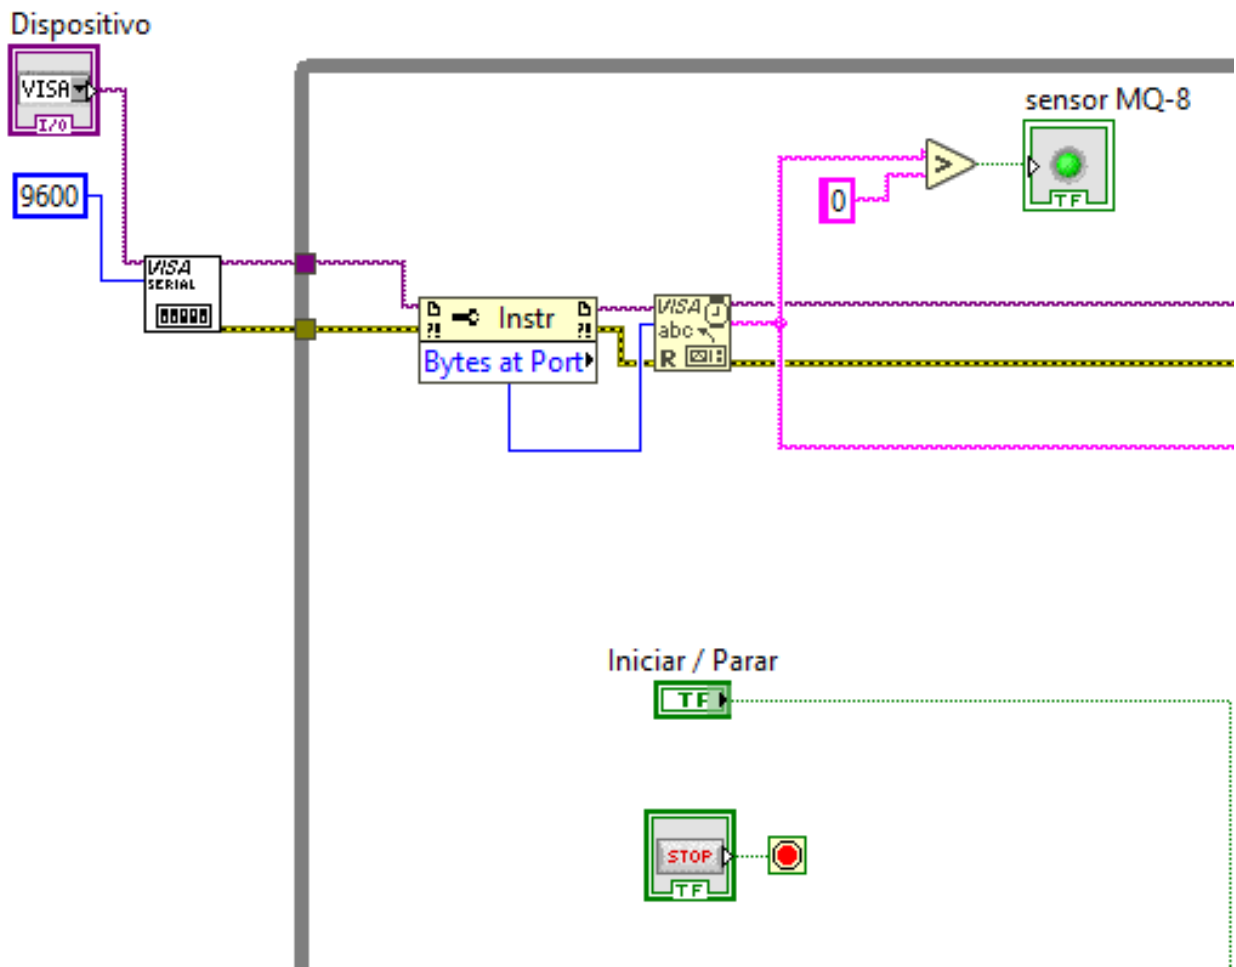 Dispositivo
VISA
I/O
sensor MQ-8
TF
9600
0
>
VISA
SERIAL
?! Instr ?!
Bytes at Port
VISA
abc
R
Iniciar / Parar
TF
STOP
TF